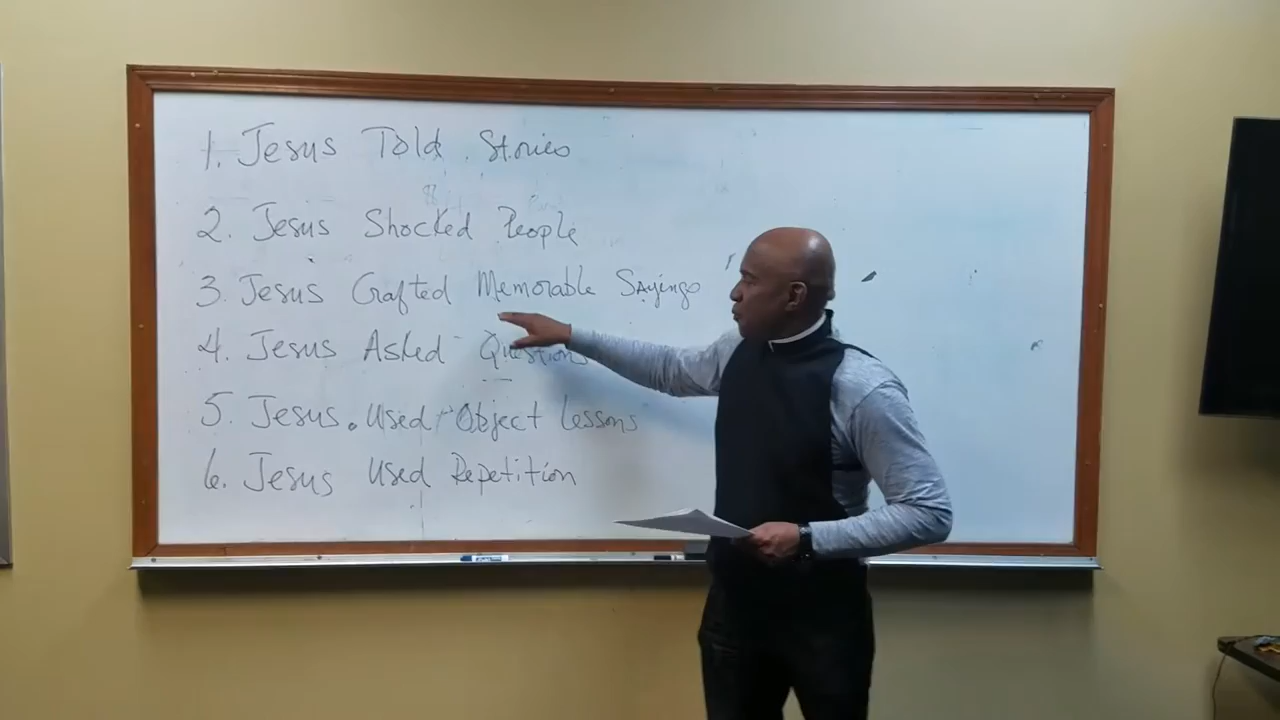 1. Jesus Told Stories
2. Jesus Shocked People
3. Jesus Crafted Memorable Sayings
4. Jesus Asked Questions
5. Jesus Used Object Lessons
6. Jesus Used Repetition